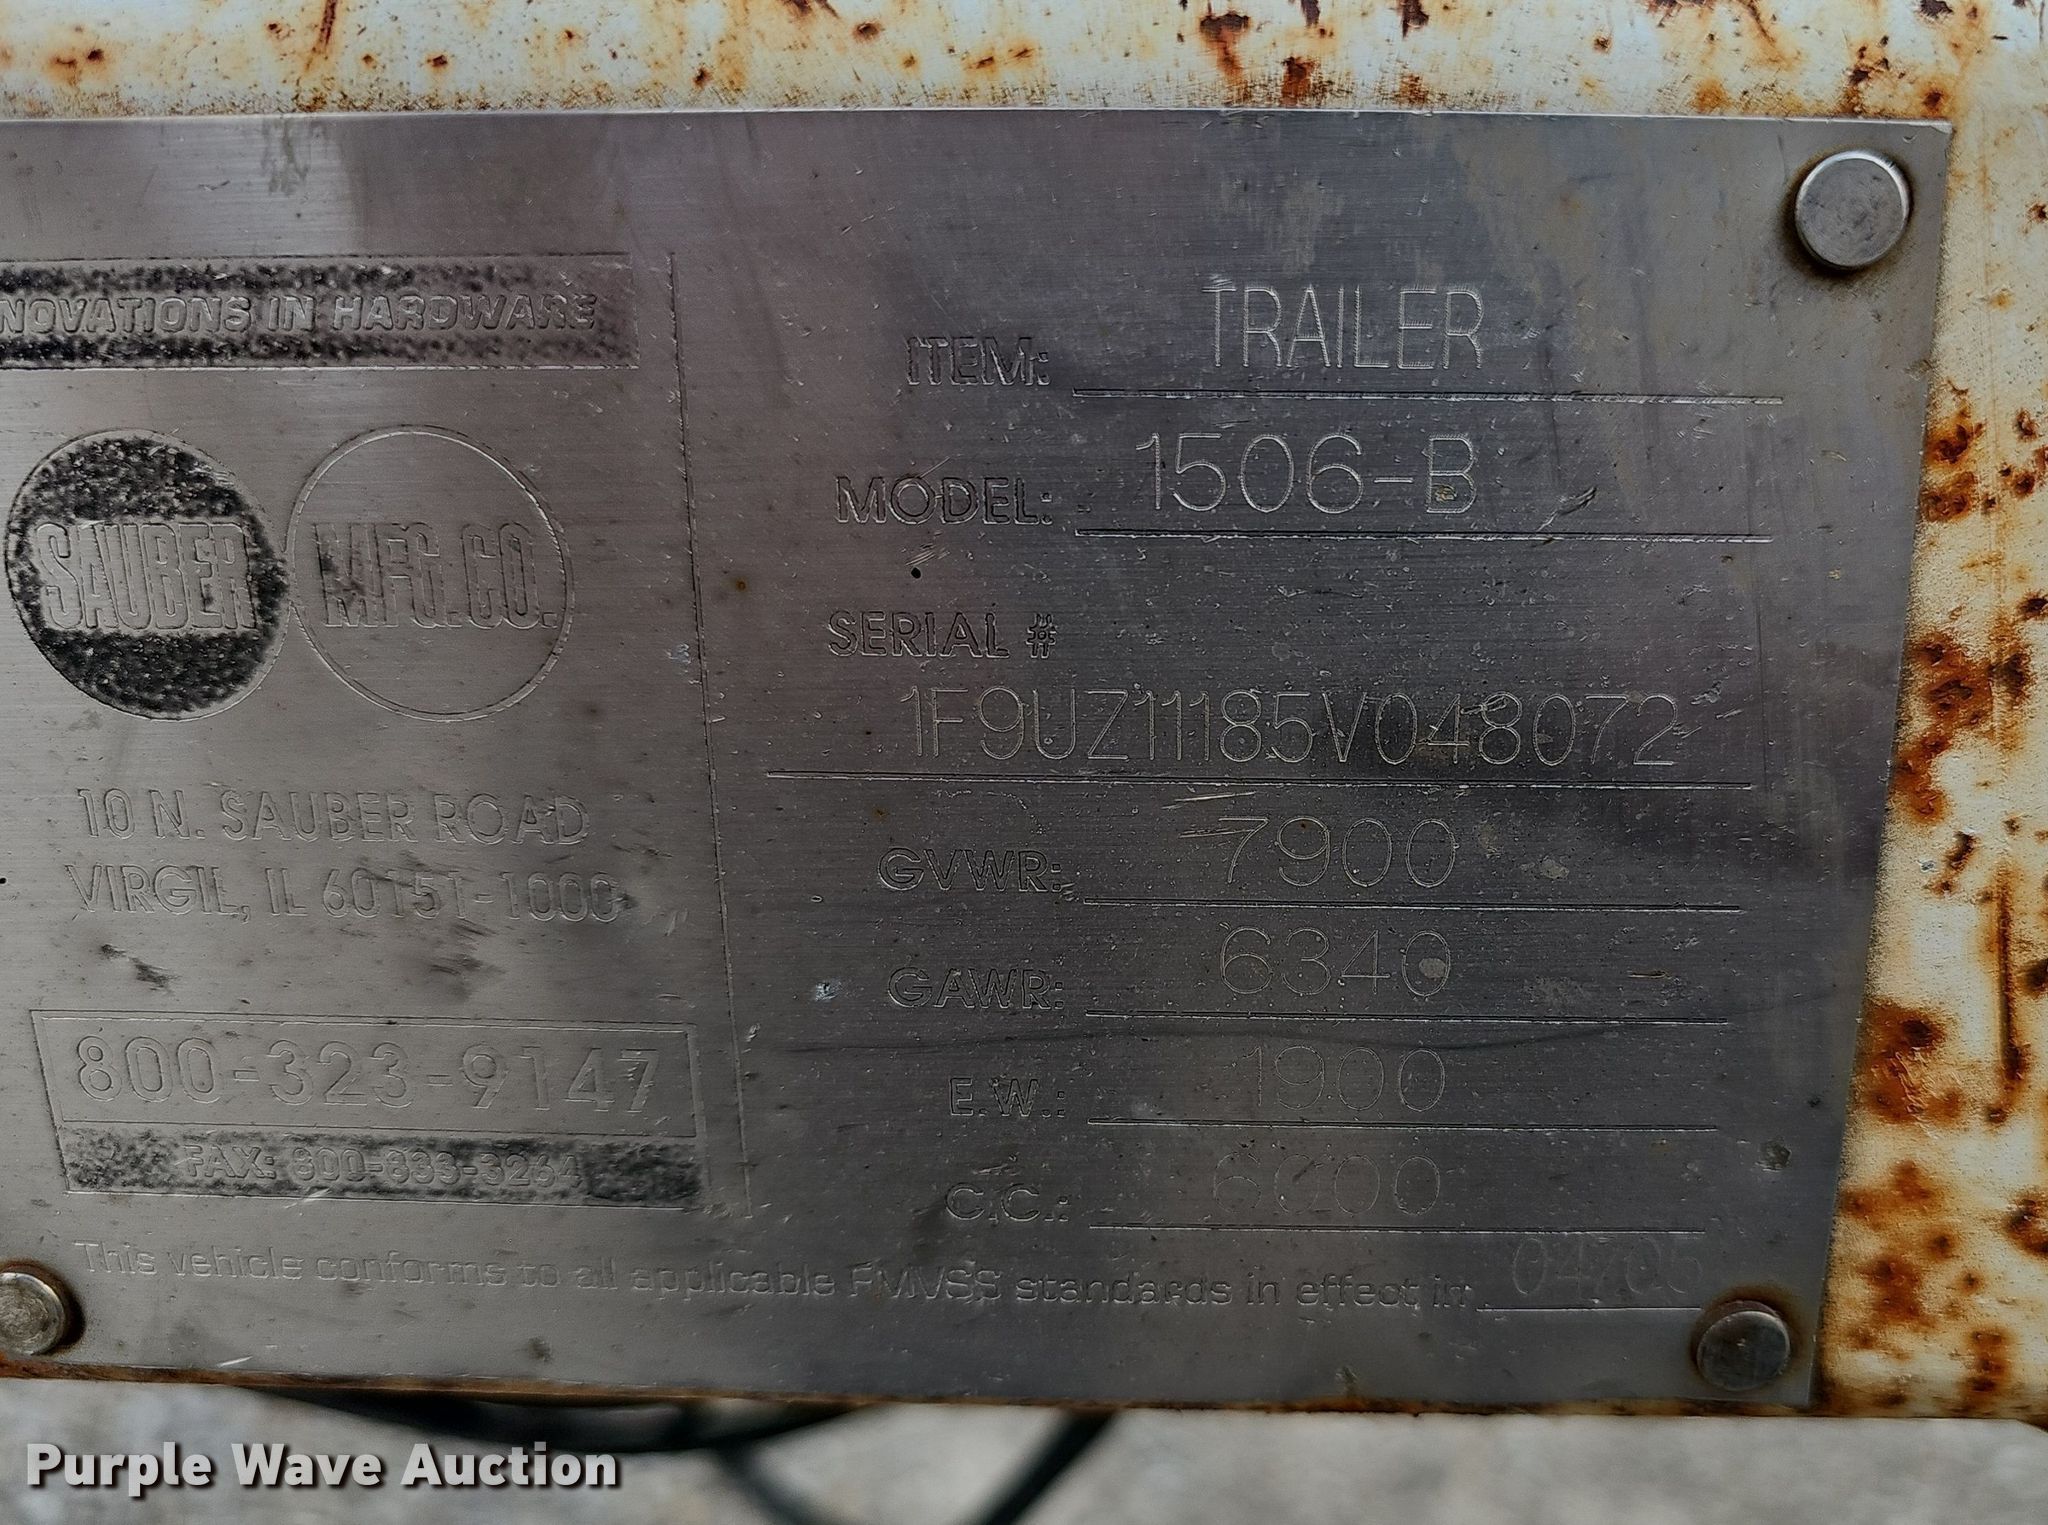 NOVATIONS IN HARDWARE
SAUBER MFG.CO.
10 N. SAUBER ROAD
VIRGIL, IL 60151-1000
800-323-9147
FAX: 800-833-3264
ITEM: TRAILER
MODEL: 1506-B
SERIAL #
1F9UZ11185V048072
GVWR: 7900
GAWR: 6340
E.W.: 1900
C.C.: 6000
This vehicle conforms to all applicable FMVSS standards in effect in 04/05
Purple Wave Auction